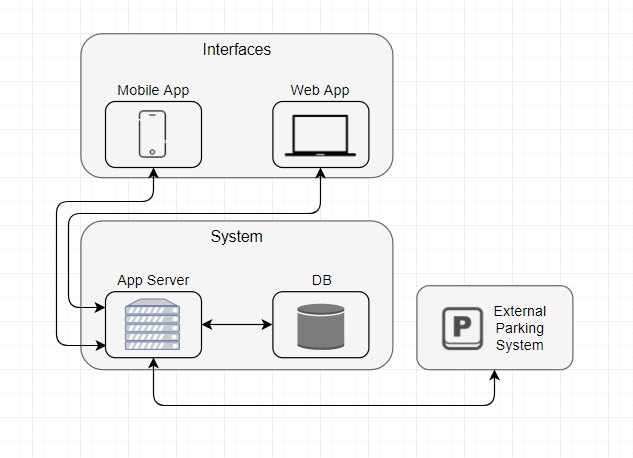 Interfaces
Mobile App
Web App
System
App Server
DB
P
External
Parking
System